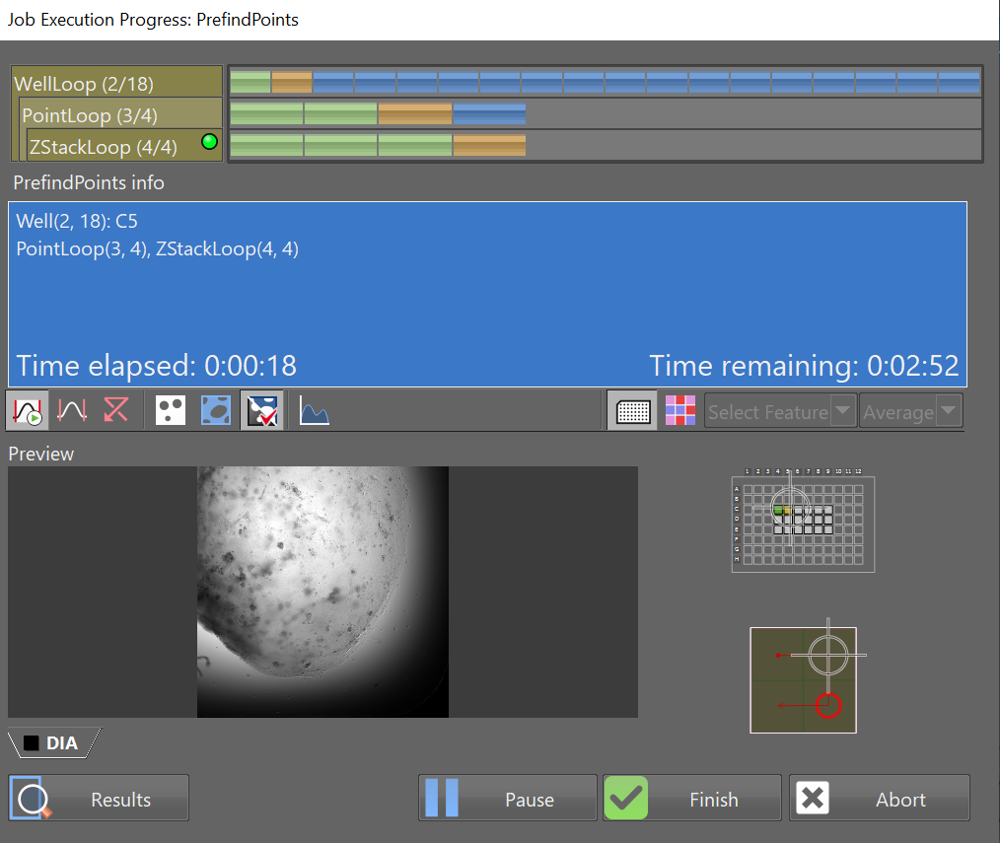 Job Execution Progress: PrefindPoints
WellLoop (2/18)
PointLoop (3/4)
ZStackLoop (4/4)
PrefindPoints info
Well(2, 18): C5
PointLoop(3, 4), ZStackLoop(4, 4)
Time elapsed: 0:00:18 Time remaining: 0:02:52
Select Feature Average
Preview
1 2 3 4 5 6 7 8 9 10 11 12
A
B
C
D
E
F
G
H
DIA
Results Pause Finish Abort